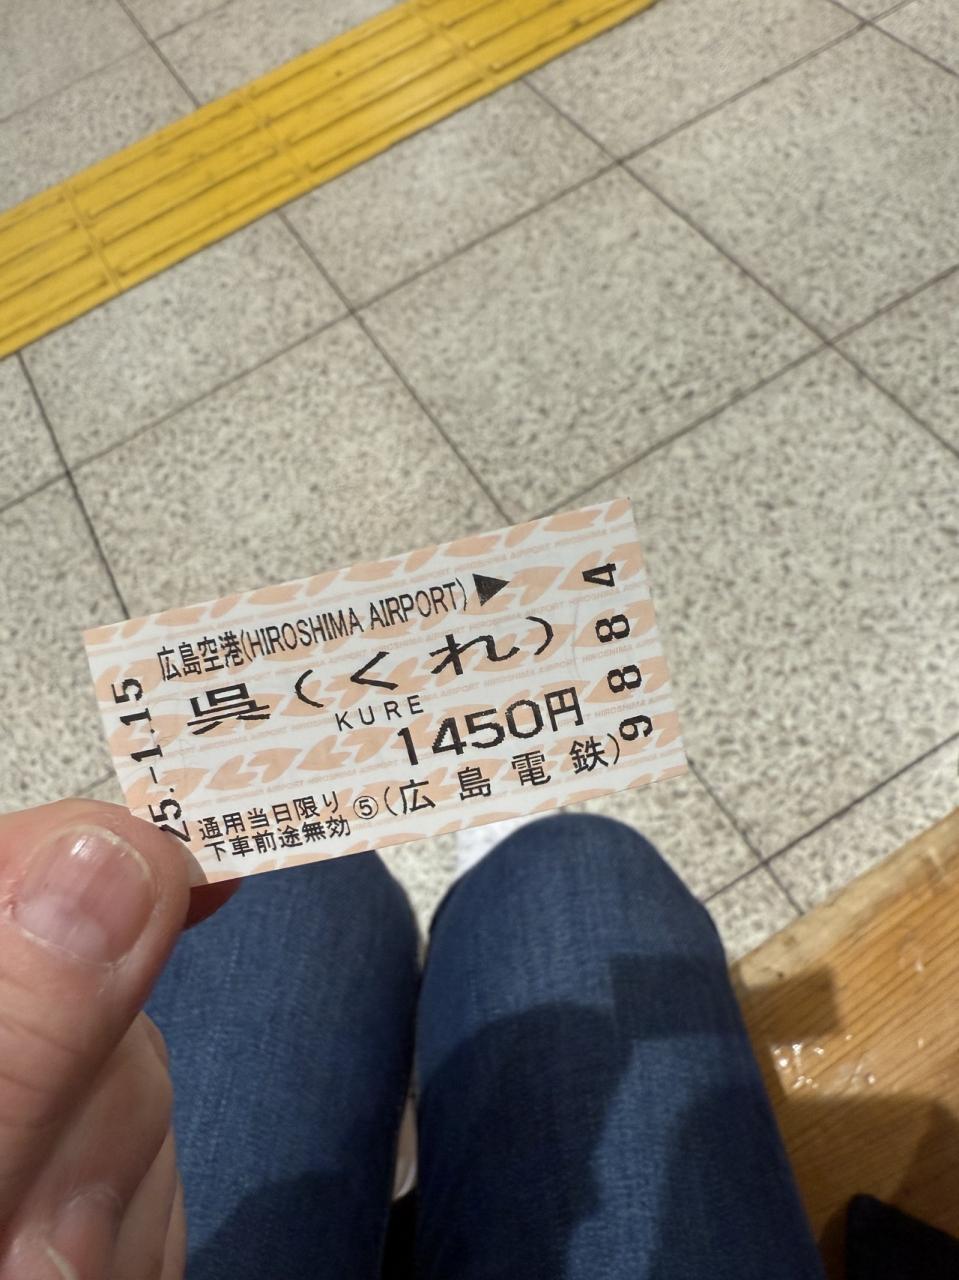 広島空港(HIROSHIMA AIRPORT)▶
呉(くれ)
KURE
1450円
通用当日限り
下車前途無効
⑤(広島電鉄)
25.-1.15
9884